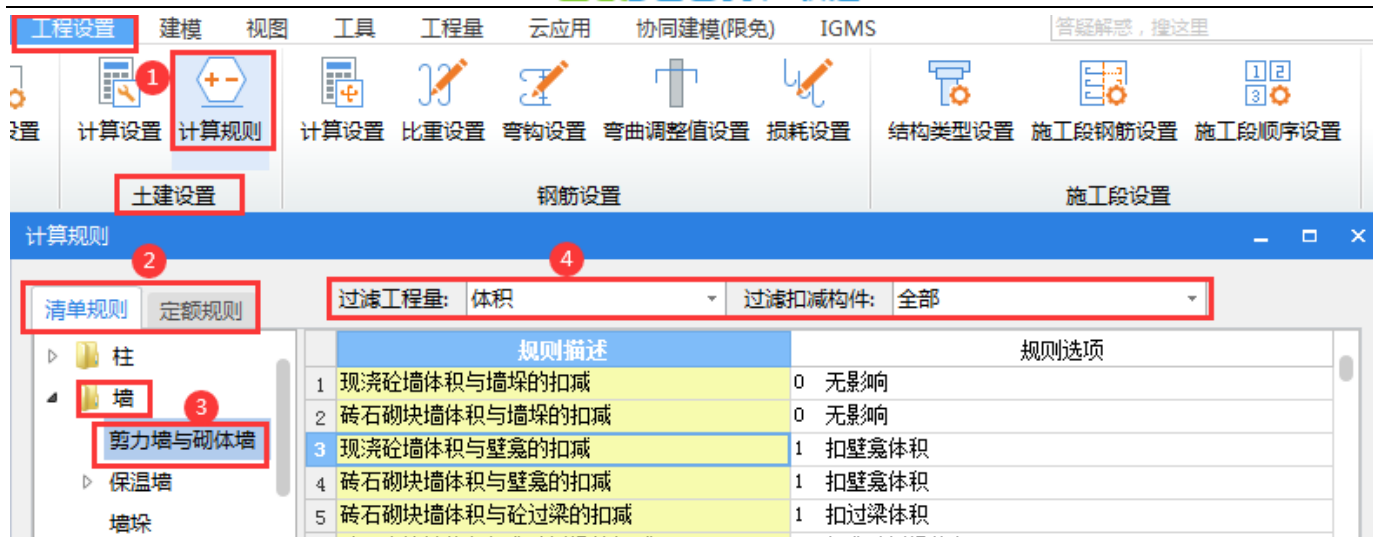 工程设置 建模 视图 工具 工程量 云应用 协同建模(限免) IGMS 答疑解惑，搜这里
1
置 计算设置 计算规则 计算设置 比重设置 弯钩设置 弯曲调整值设置 损耗设置 结构类型设置 施工段钢筋设置 施工段顺序设置
土建设置 钢筋设置 施工段设置
计算规则
2 4
清单规则 定额规则 过滤工程量: 体积 过滤扣减构件: 全部
柱 规则描述 规则选项
1 现浇砼墙体积与墙垛的扣减 0 无影响
墙 3
2 砖石砌块墙体积与墙垛的扣减 0 无影响
剪力墙与砌体墙 3 现浇砼墙体积与壁龛的扣减 1 扣壁龛体积
保温墙 4 砖石砌块墙体积与壁龛的扣减 1 扣壁龛体积
墙垛 5 砖石砌块墙体积与砼过梁的扣减 1 扣过梁体积